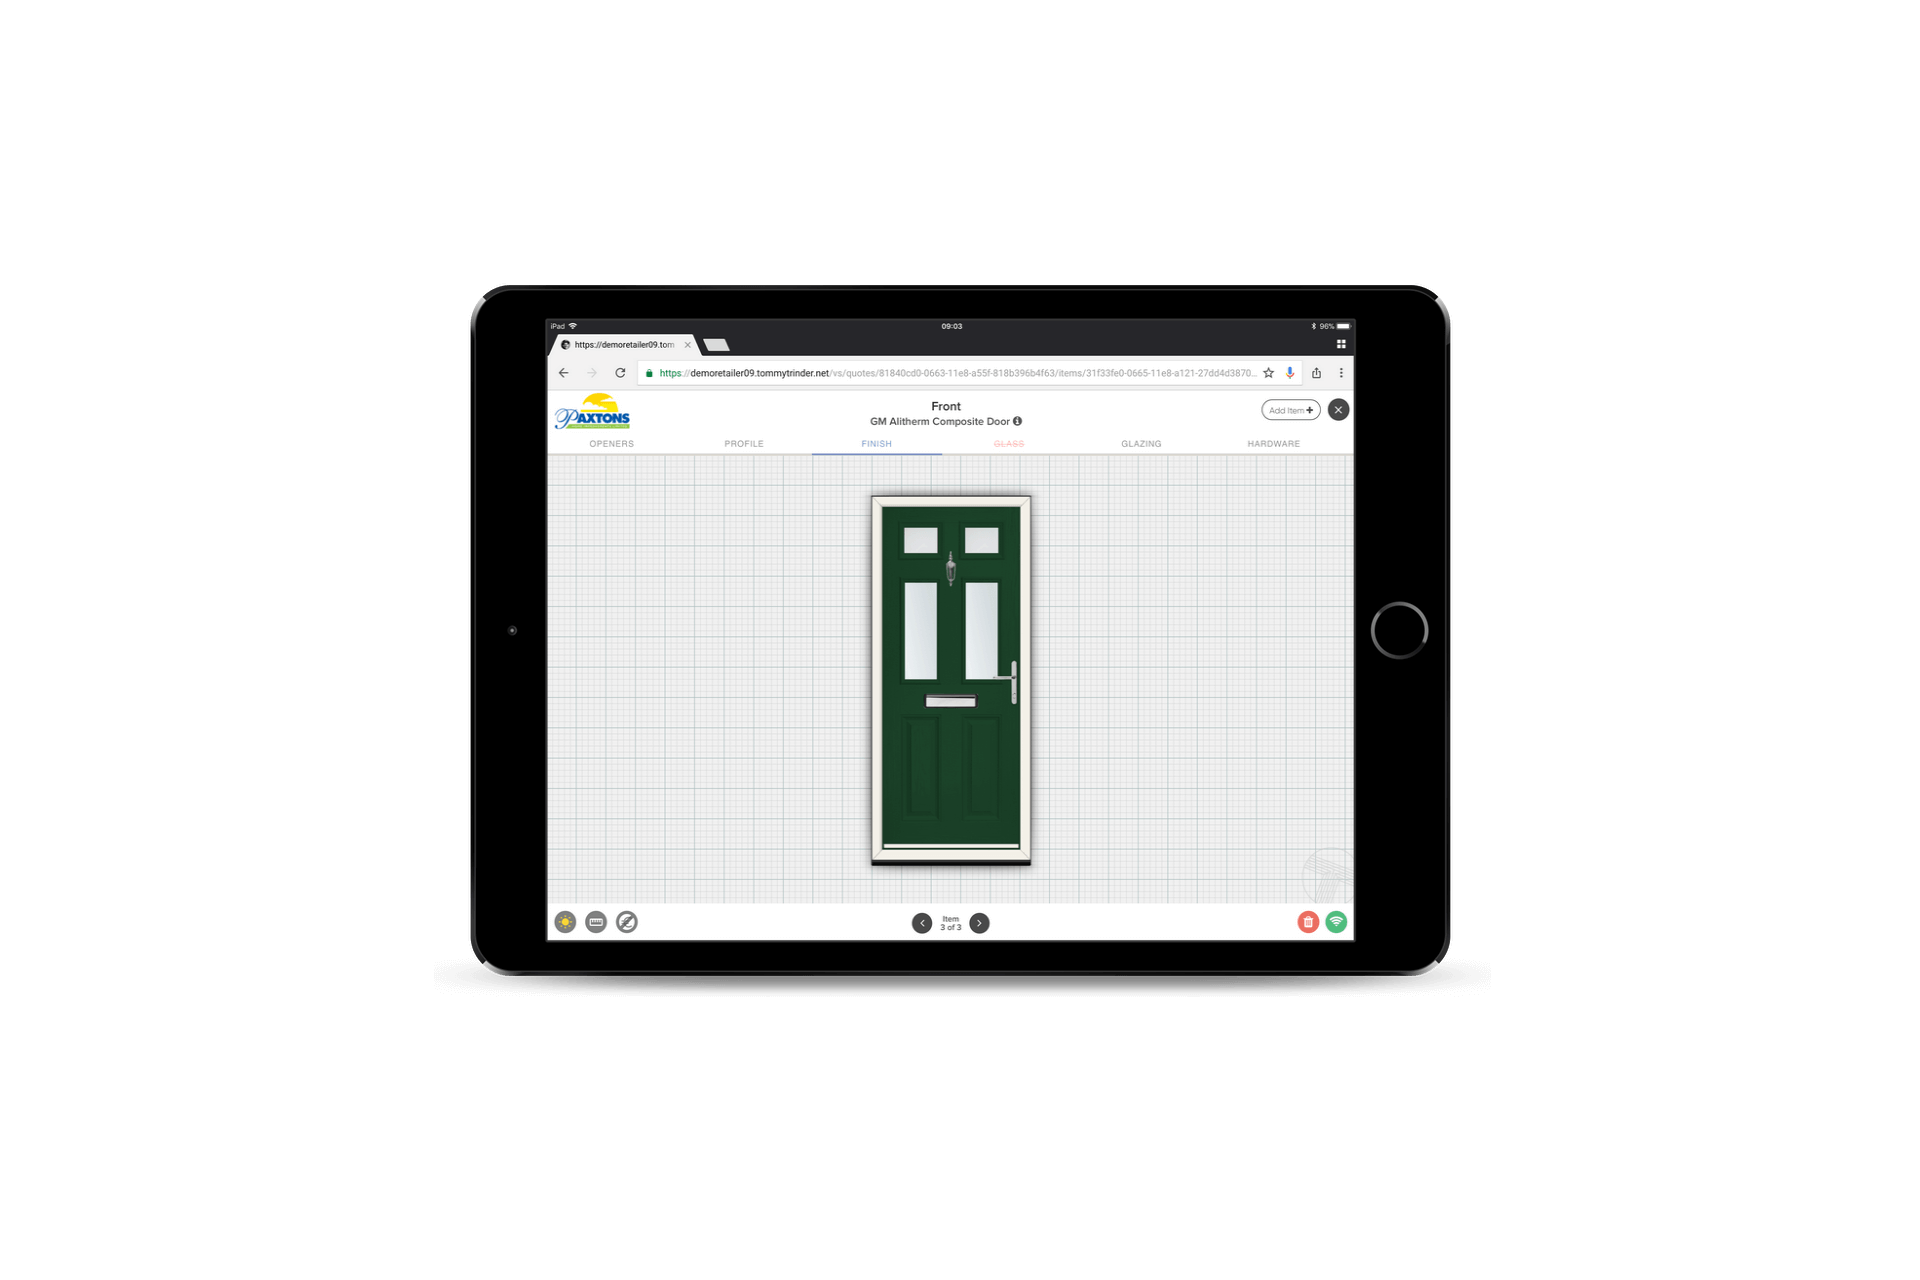 iPad
09:03
96%
https://demoretailer09.tom
https://demoretailer09.tommytrinder.net/vs/quotes/81840cd0-0663-11e8-a55f-818b396b4f63/items/31f33fe0-0665-11e8-a121-27dd4d3870...
PAXTONS
Front
GM Alitherm Composite Door
Add Item +
OPENERS
PROFILE
FINISH
GLASS
GLAZING
HARDWARE
Item
3 of 3